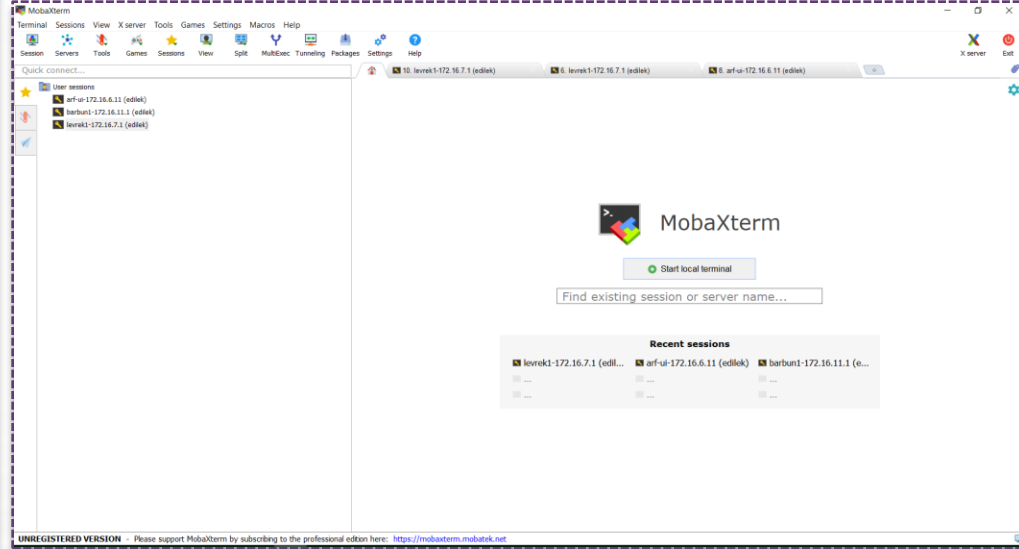 MobaXterm
Terminal Sessions View X server Tools Games Settings Macros Help
Session Servers Tools Games Sessions View Split MultiExec Tunneling Packages Settings Help X server Exit
Quick connect...
10. levrek1-172.16.7.1 (edilek) 6. levrek1-172.16.7.1 (edilek) 8. arf-ui-172.16.6.11 (edilek)
User sessions
arf-ui-172.16.6.11 (edilek)
barbun1-172.16.11.1 (edilek)
levrek1-172.16.7.1 (edilek)
>_
MobaXterm
Start local terminal
Find existing session or server name...
Recent sessions
levrek1-172.16.7.1 (edil... arf-ui-172.16.6.11 (edilek) barbun1-172.16.11.1 (e...
... ... ...
... ... ...
UNREGISTERED VERSION - Please support MobaXterm by subscribing to the professional edition here: https://mobaxterm.mobatek.net